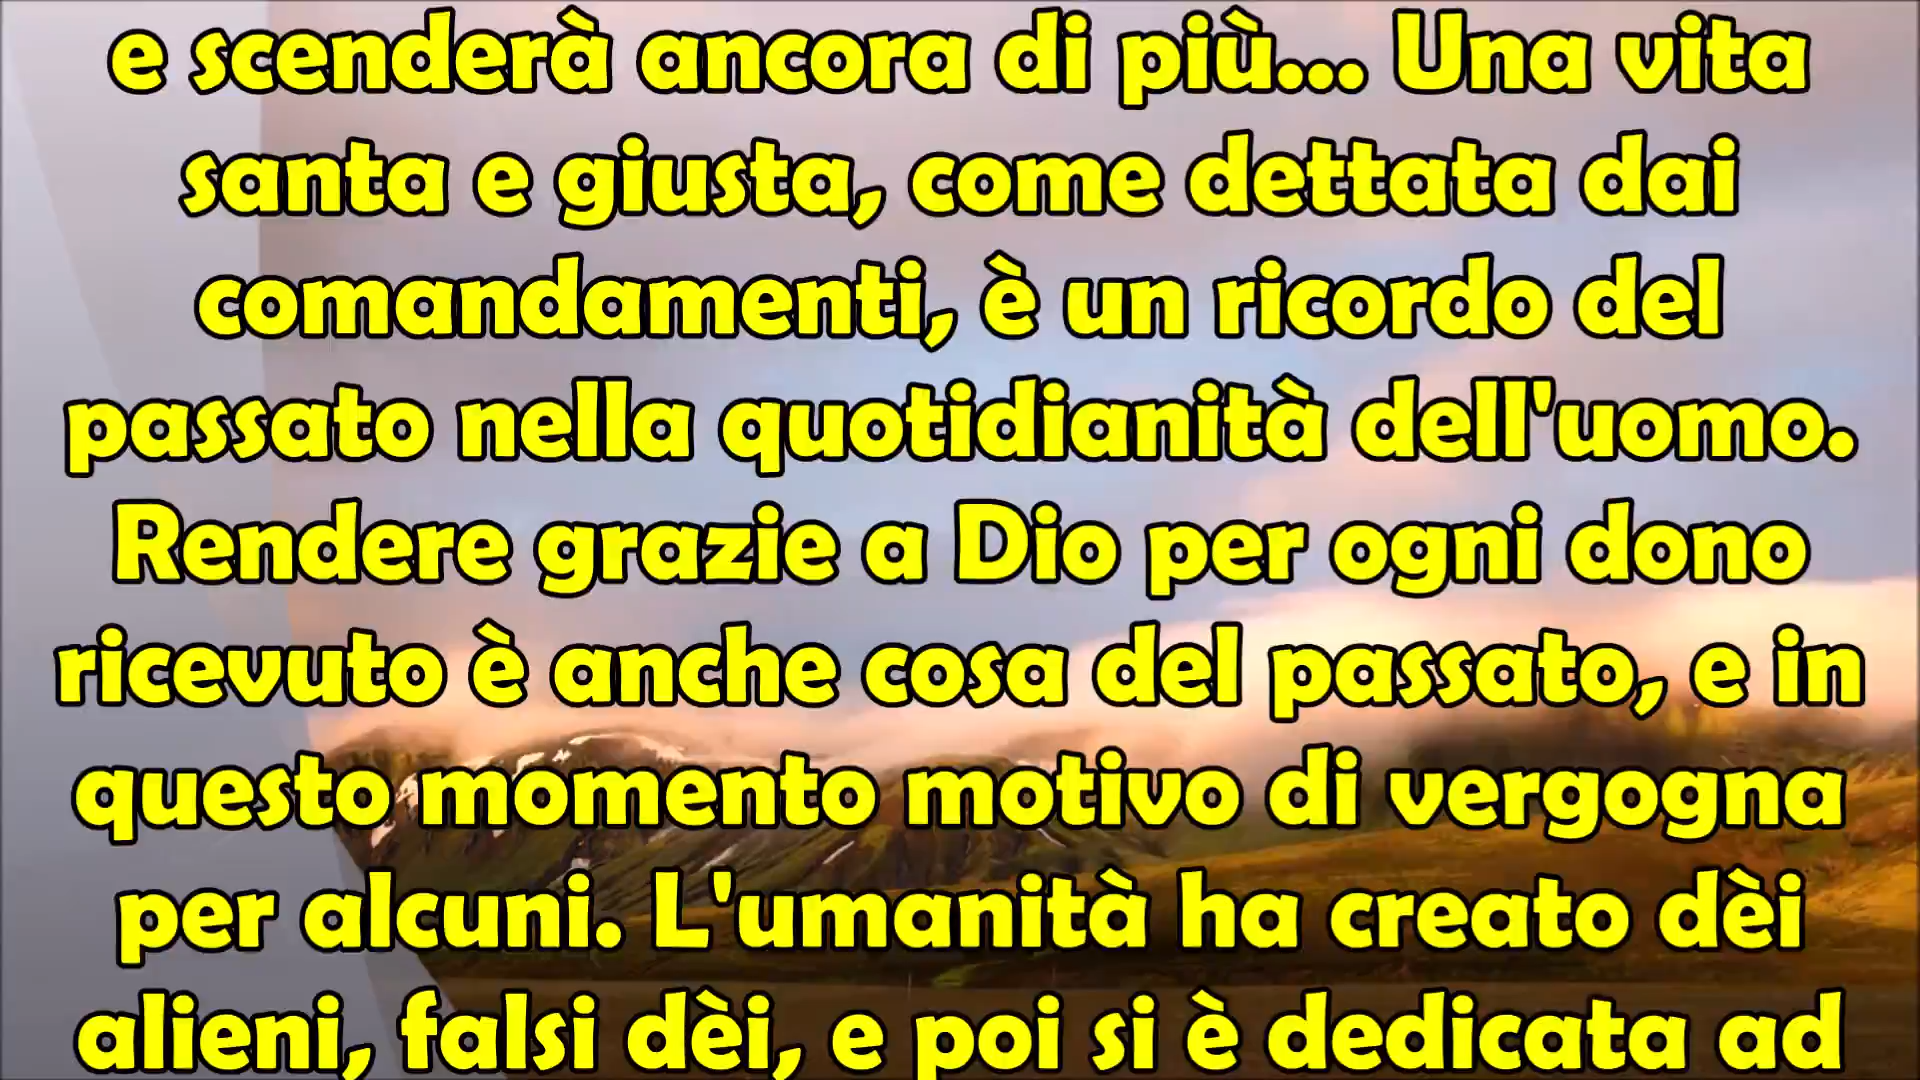 e scenderà ancora di più... Una vita
santa e giusta, come dettata dai
comandamenti, è un ricordo del
passato nella quotidianità dell'uomo.
Rendere grazie a Dio per ogni dono
ricevuto è anche cosa del passato, e in
questo momento motivo di vergogna
per alcuni. L'umanità ha creato dèi
alieni, falsi dèi, e poi si è dedicata ad